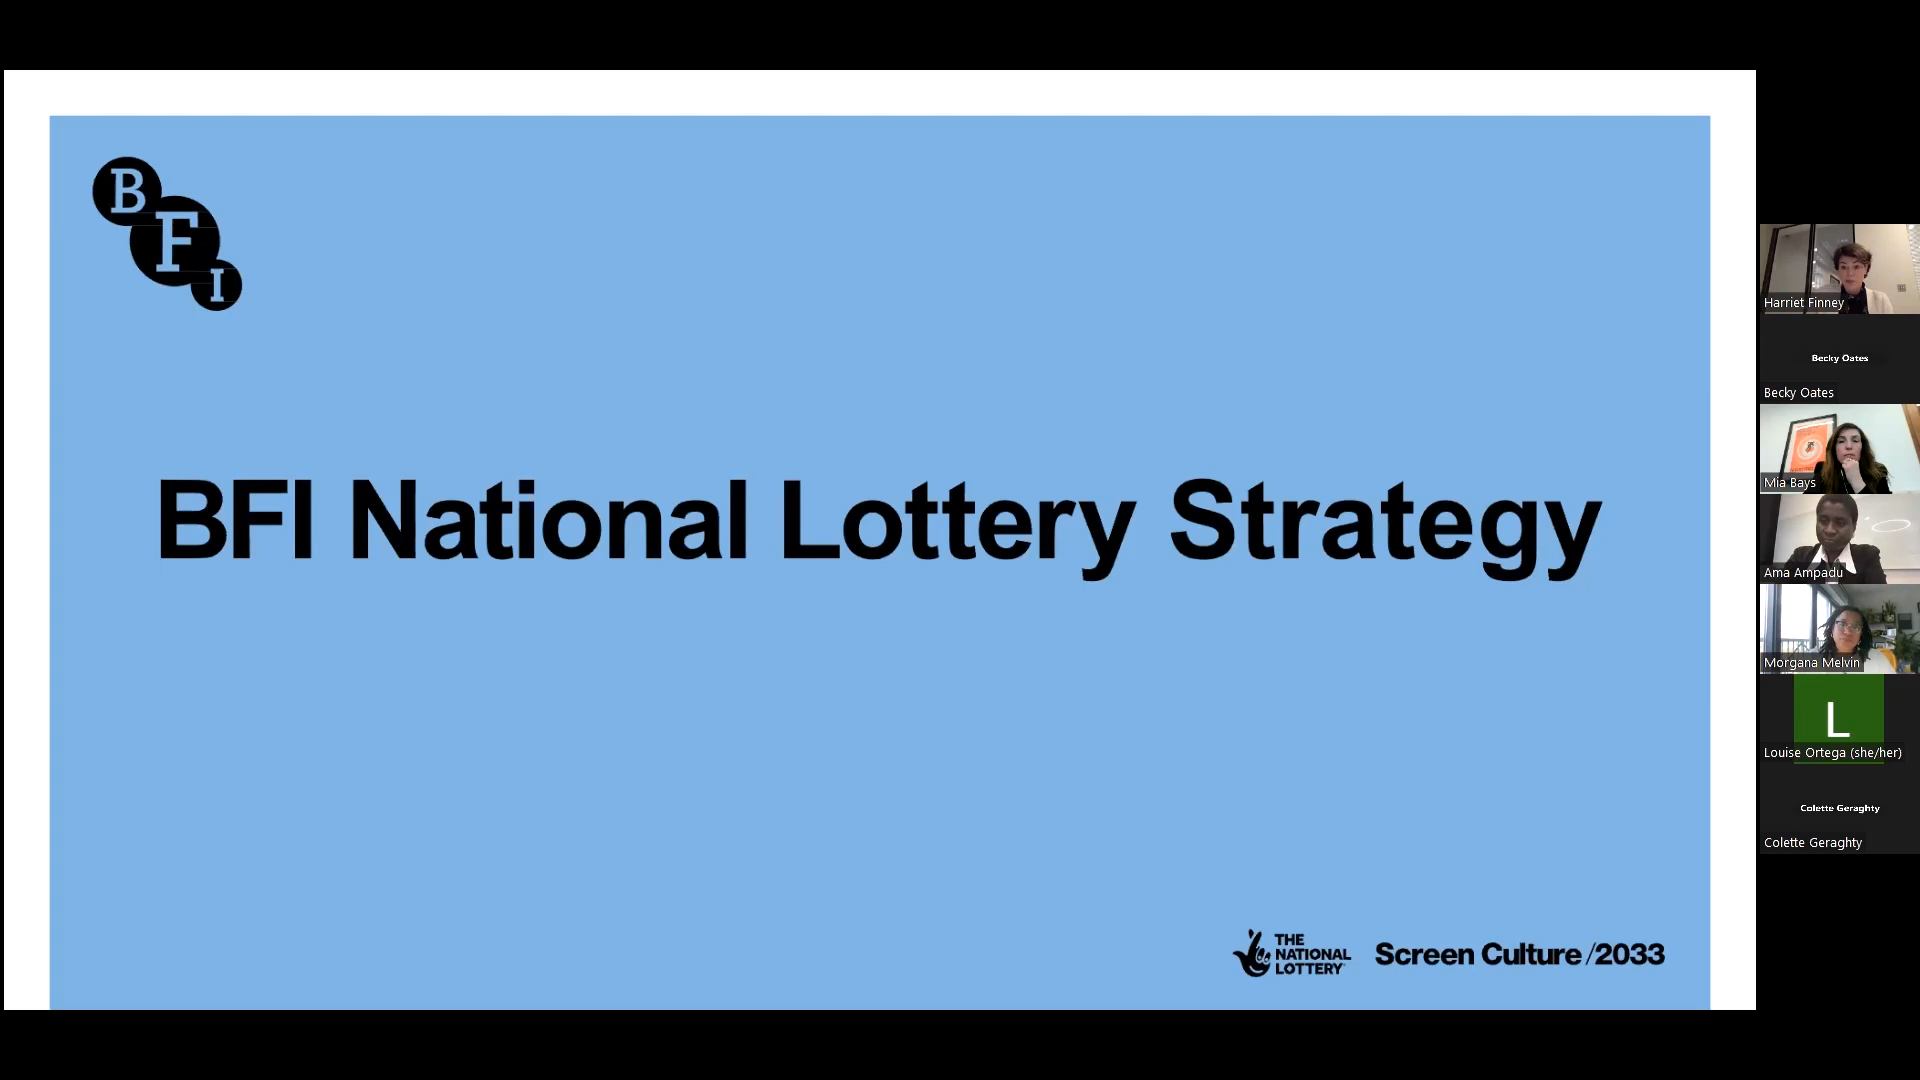 B
F
I
BFI National Lottery Strategy
THE
NATIONAL
LOTTERY
Screen Culture/2033
Harriet Finney
Becky Oates
Becky Oates
Mia Bays
Ama Ampadu
Morgana Melvin
L
Louise Ortega (she/her)
Colette Geraghty
Colette Geraghty